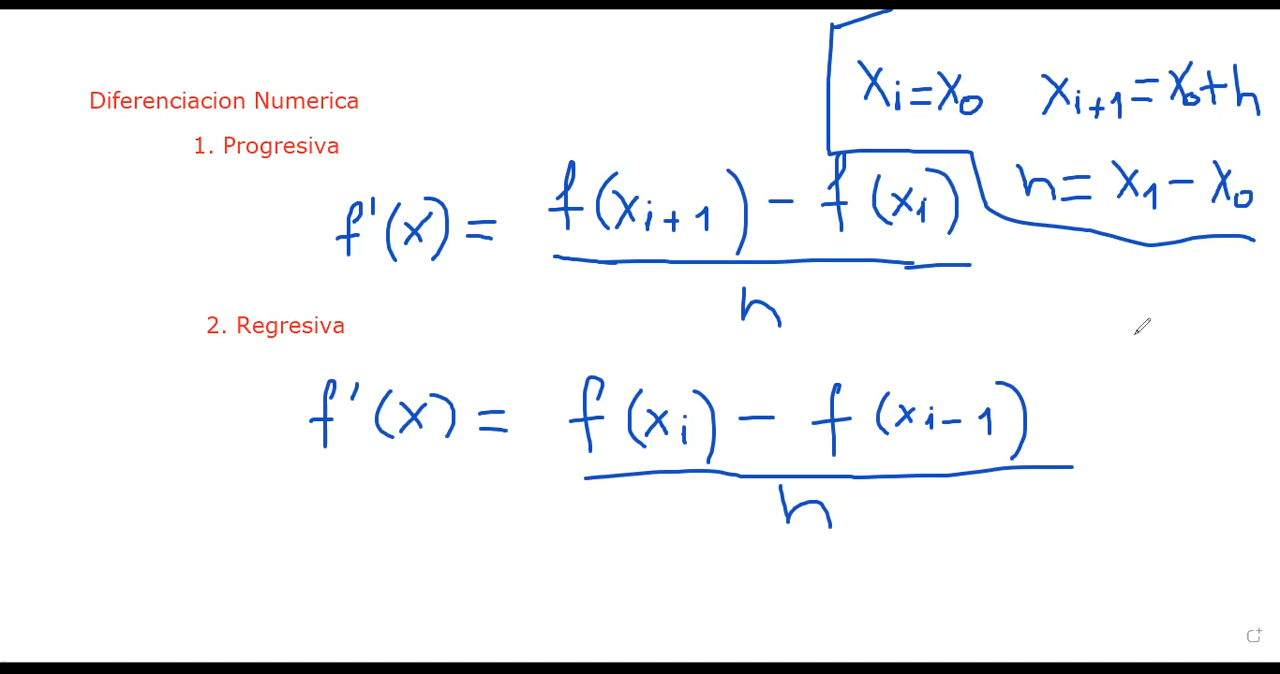 Diferenciacion Numerica
xi=x0 xi+1=x0+h
h=x1-x0
1. Progresiva
f'(x)= f(xi+1)-f(xi)
h
2. Regresiva
f'(x)= f(xi)-f(xi-1)
h